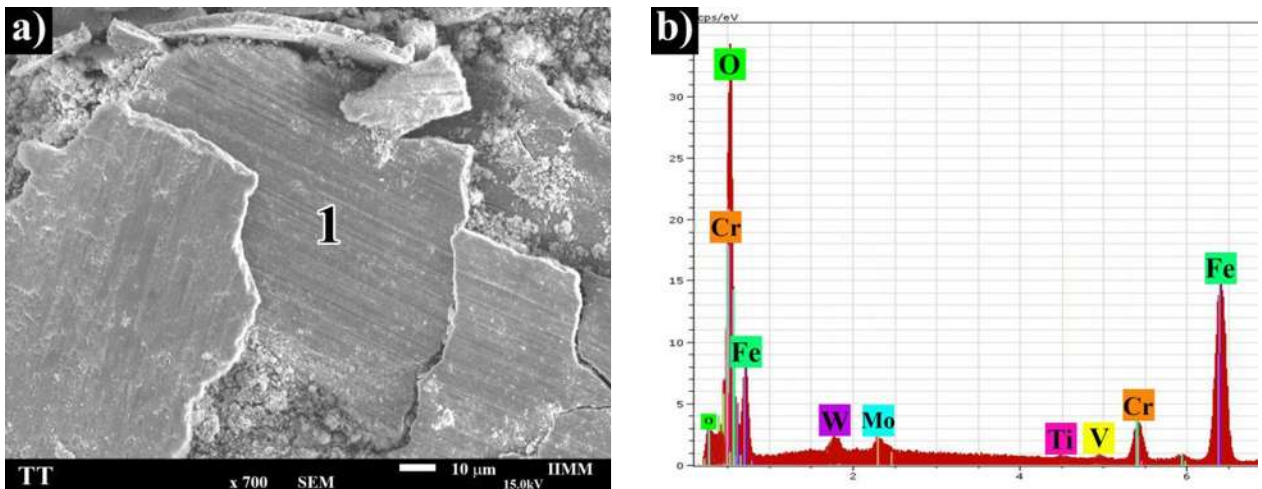 a)
1
TT
x 700
SEM
10 μm
15.0kV
IIMM
b)
cps/eV
O
Cr
Fe
O
W
Mo
Ti
V
Cr
Fe
30
25
20
15
10
5
0
2
4
6